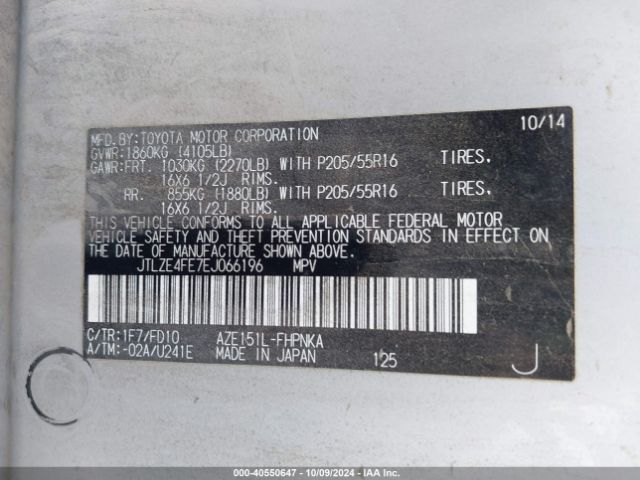 10/14
MFD.BY:TOYOTA MOTOR CORPORATION
GVWR:1860KG (4105LB)
GAWR:FRT. 1030KG (2270LB) WITH P205/55R16 TIRES.
16X6 1/2J RIMS.
RR. 855KG (1880LB) WITH P205/55R16 TIRES.
16X6 1/2J RIMS.
THIS VEHICLE CONFORMS TO ALL APPLICABLE FEDERAL MOTOR
VEHICLE SAFETY AND THEFT PREVENTION STANDARDS IN EFFECT ON
THE DATE OF MANUFACTURE SHOWN ABOVE.
JTLZE4FE7EJ066196 MPV
C/TR:1F7/FD10 AZE151L-FHPNKA
A/TM:-02A/U241E MADE IN JAPAN 125 J
000-40550647 - 10/09/2024 - IAA Inc.